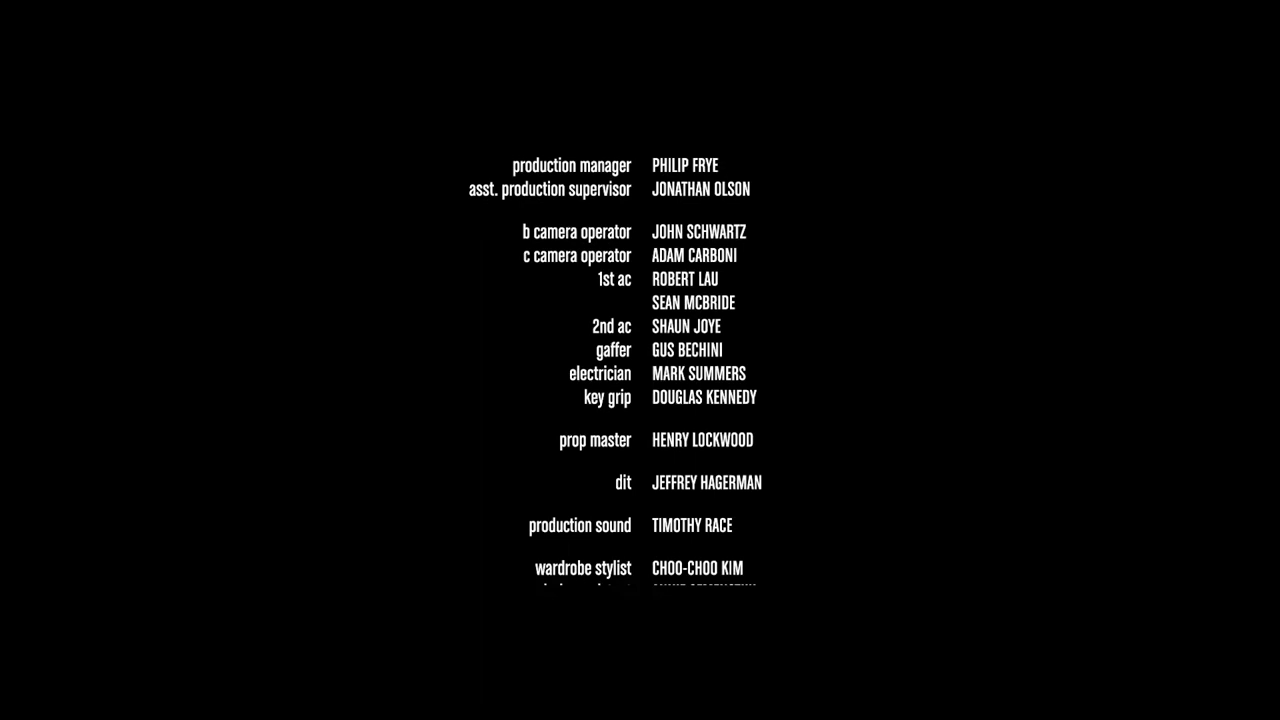 production manager PHILIP FRYE
asst. production supervisor JONATHAN OLSON
b camera operator JOHN SCHWARTZ
c camera operator ADAM CARBONI
1st ac ROBERT LAU
SEAN MCBRIDE
2nd ac SHAUN JOYE
gaffer GUS BECHINI
electrician MARK SUMMERS
key grip DOUGLAS KENNEDY
prop master HENRY LOCKWOOD
dit JEFFREY HAGERMAN
production sound TIMOTHY RACE
wardrobe stylist CHOO-CHOO KIM